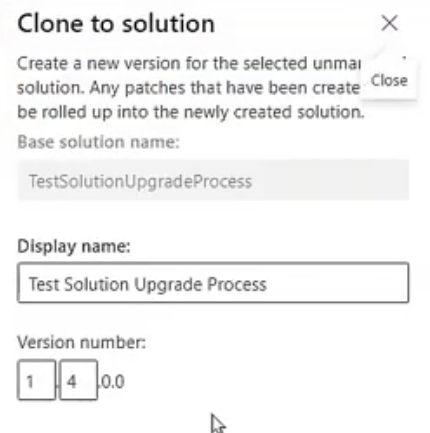 Clone to solution
Create a new version for the selected
solution. Any patches that have been create
Close
be rolled up into the newly created solution.
Base solution name:
TestSolutionUpgradeProcess
Display name:
Test Solution Upgrade Process
Version number:
1 .4 .0.0